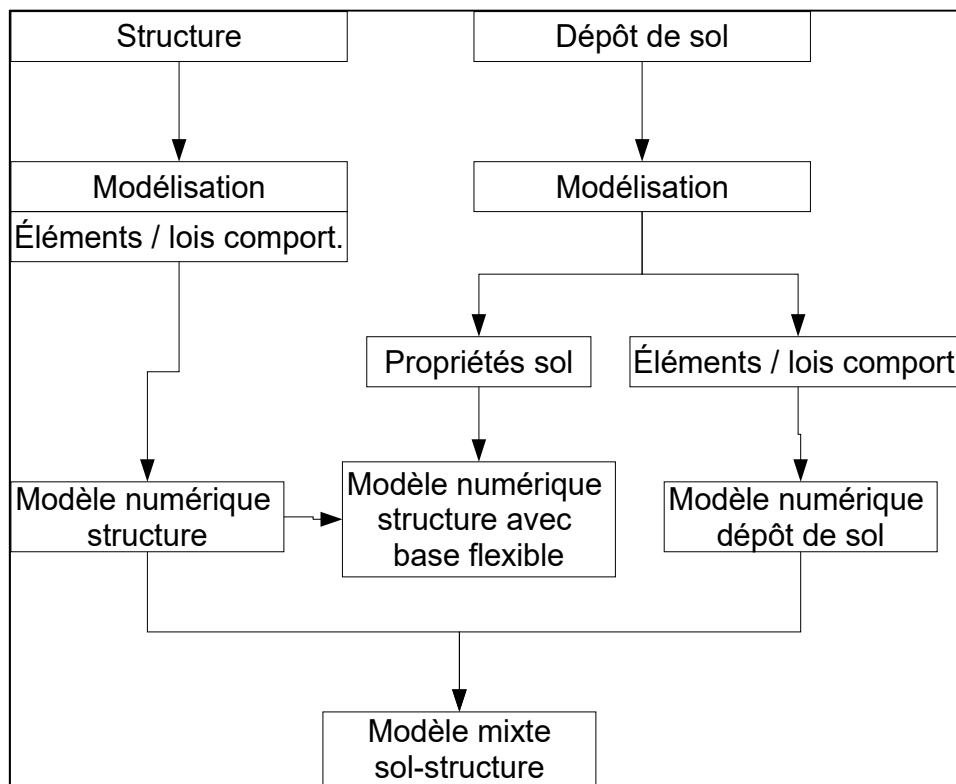 Structure
Dépôt de sol
Modélisation
Éléments / lois comport.
Modélisation
Propriétés sol
Éléments / lois comport
Modèle numérique
structure
Modèle numérique
structure avec
base flexible
Modèle numérique
dépôt de sol
Modèle mixte
sol-structure